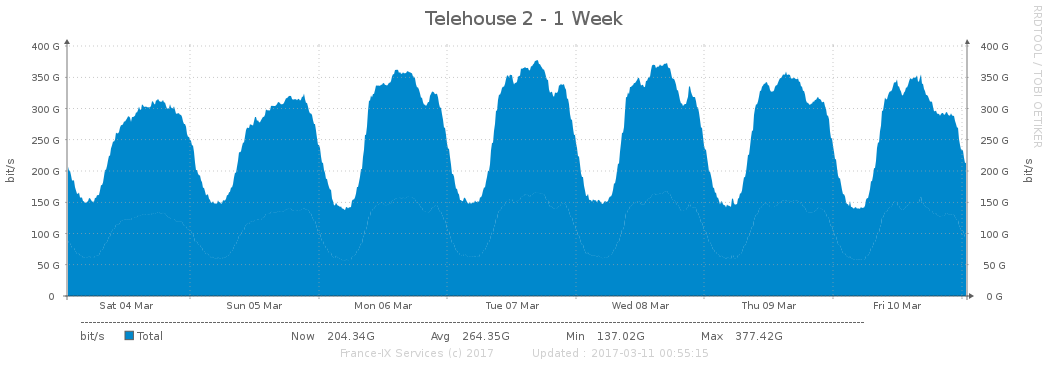 Telehouse 2 - 1 Week
RRDTOOL / TOBI OETIKER
400 G 400 G
350 G 350 G
300 G 300 G
250 G 250 G
200 G 200 G
150 G 150 G
100 G 100 G
50 G 50 G
0 0 G
bit/s bit/s
Sat 04 Mar Sun 05 Mar Mon 06 Mar Tue 07 Mar Wed 08 Mar Thu 09 Mar Fri 10 Mar
bit/s Total Now 204.34G Avg 264.35G Min 137.02G Max 377.42G
France-IX Services (c) 2017 Updated : 2017-03-11 00:55:15